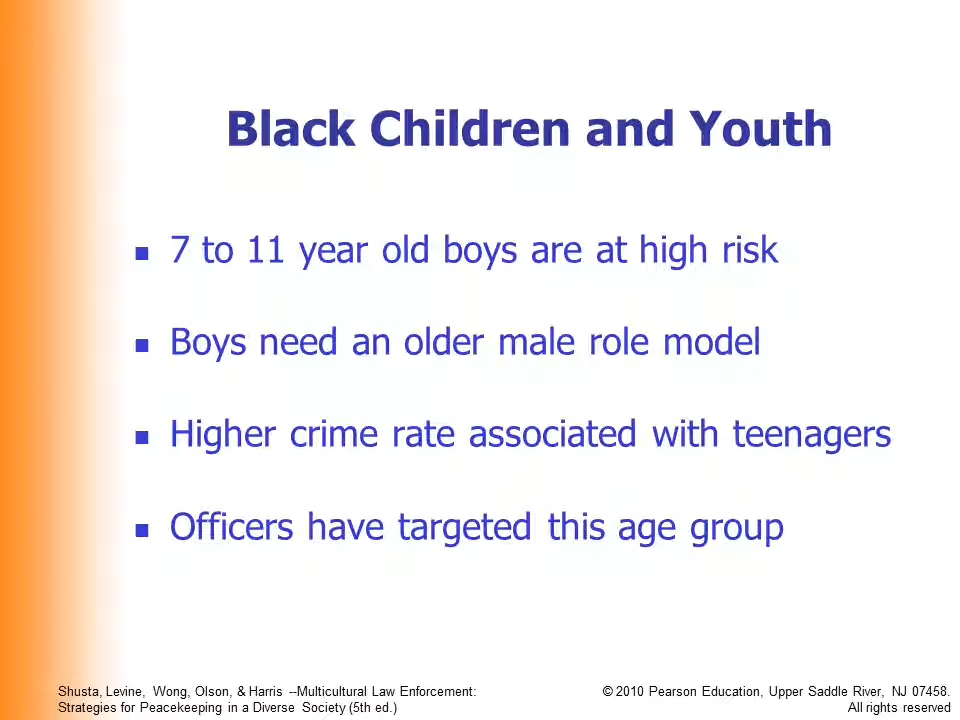 Black Children and Youth
7 to 11 year old boys are at high risk
Boys need an older male role model
Higher crime rate associated with teenagers
Officers have targeted this age group
Shusta, Levine, Wong, Olson, & Harris --Multicultural Law Enforcement:
Strategies for Peacekeeping in a Diverse Society (5th ed.)
© 2010 Pearson Education, Upper Saddle River, NJ 07458.
All rights reserved